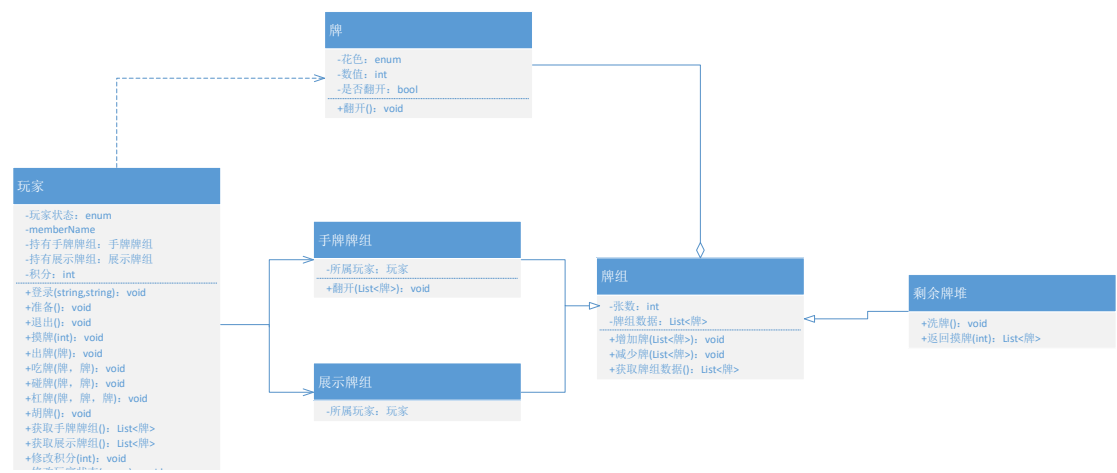 牌
-花色：enum
-数值：int
-是否翻开：bool
+翻开()：void
玩家
-玩家状态：enum
-memberName
-持有手牌牌组：手牌牌组
-持有展示牌组：展示牌组
-积分：int
+登录(string,string)：void
+准备()：void
+退出()：void
+摸牌(int)：void
+出牌(牌)：void
+吃牌(牌，牌)：void
+碰牌(牌，牌)：void
+杠牌(牌，牌，牌)：void
+胡牌()：void
+获取手牌牌组()：List<牌>
+获取展示牌组()：List<牌>
+修改积分(int)：void
手牌牌组
-所属玩家：玩家
+翻开(List<牌>)：void
展示牌组
-所属玩家：玩家
牌组
-张数：int
-牌组数据：List<牌>
+增加牌(List<牌>)：void
+减少牌(List<牌>)：void
+获取牌组数据()：List<牌>
剩余牌堆
+洗牌()：void
+返回摸牌(int)：List<牌>